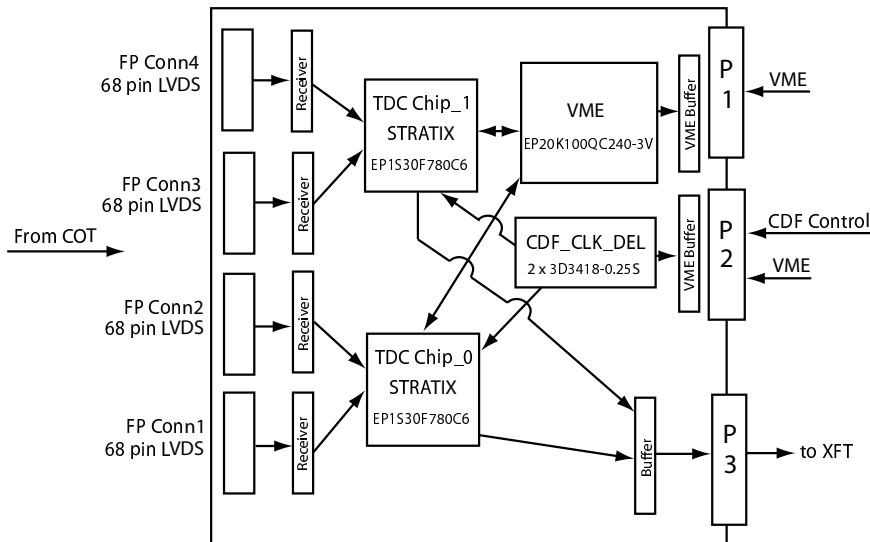 FP Conn4
68 pin LVDS
Receiver
TDC Chip_1
STRATIX
EP1S30F780C6
VME
EP20K100QC240-3V
VME Buffer
P
1
VME
FP Conn3
68 pin LVDS
Receiver
From COT
CDF_CLK_DEL
2 x 3D3418-0.25S
VME Buffer
P
2
CDF Control
VME
FP Conn2
68 pin LVDS
Receiver
TDC Chip_0
STRATIX
EP1S30F780C6
FP Conn1
68 pin LVDS
Receiver
Buffer
P
3
to XFT